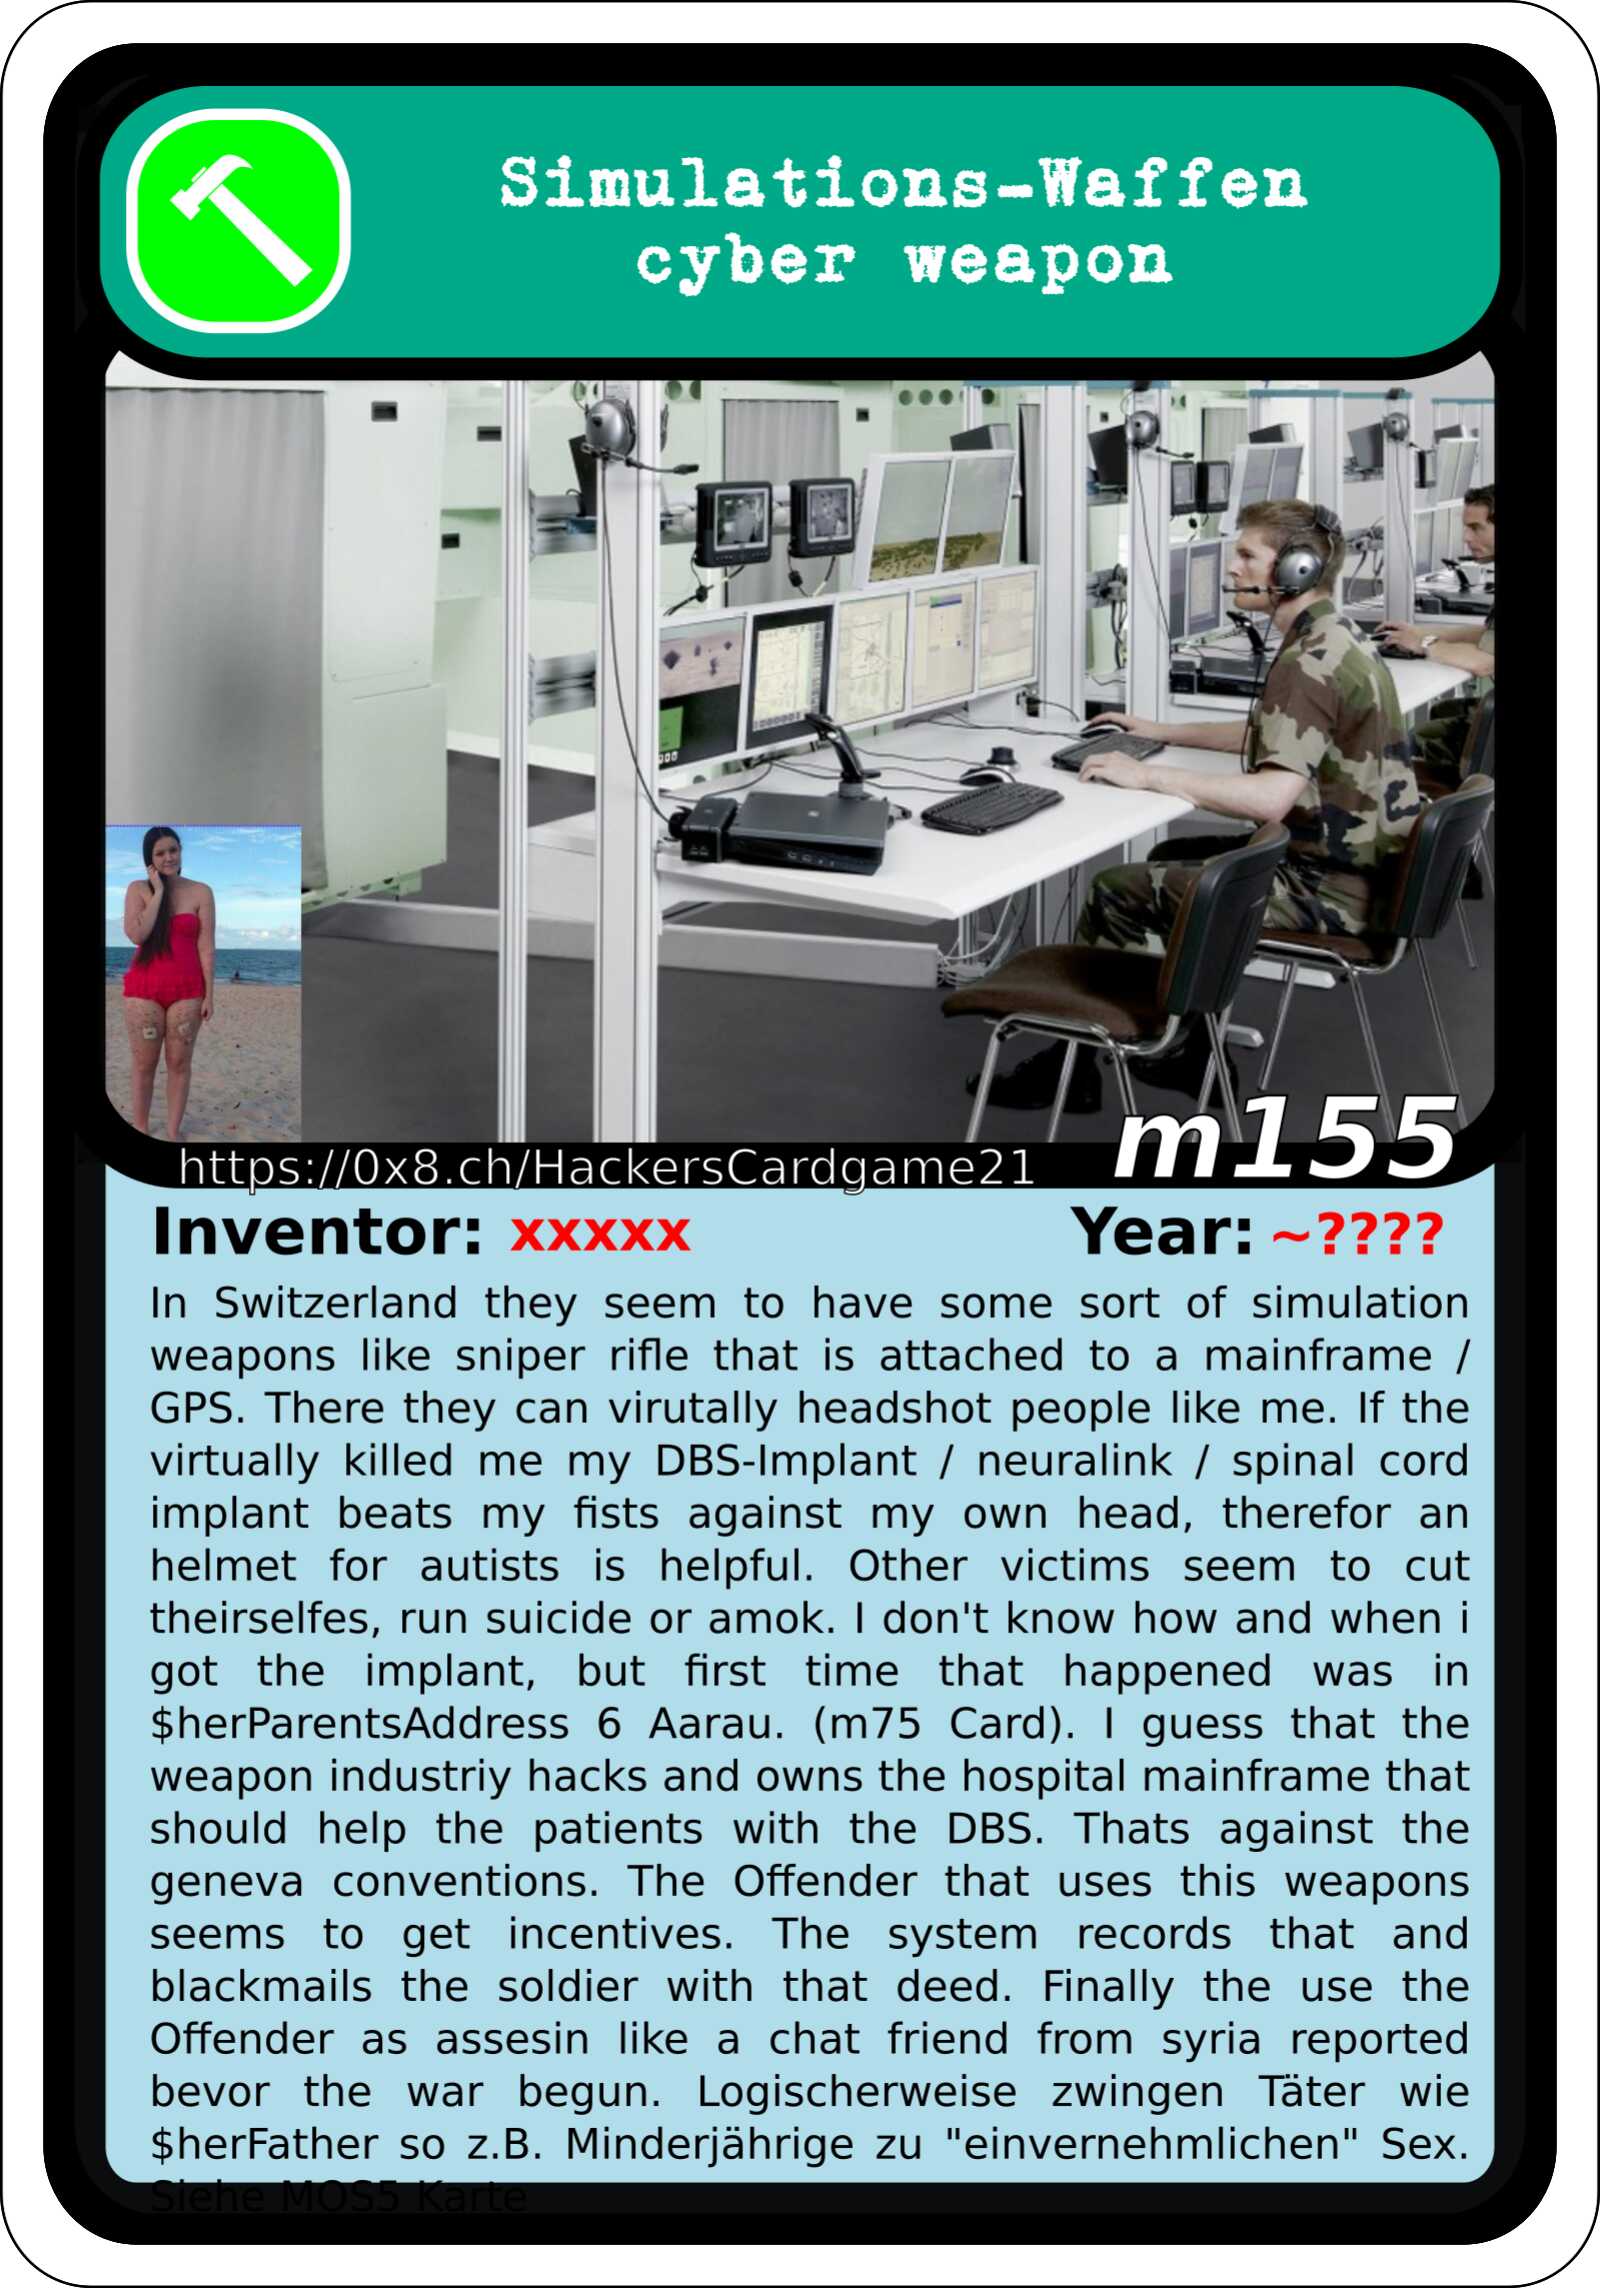 Simulations-Waffen
cyber weapon
https://0x8.ch/HackersCardgame21
m155
Inventor: xxxxx
Year: ~????
In Switzerland they seem to have some sort of simulation
weapons like sniper rifle that is attached to a mainframe /
GPS. There they can virutally headshot people like me. If the
virtually killed me my DBS-Implant / neuralink / spinal cord
implant beats my fists against my own head, therefor an
helmet for autists is helpful. Other victims seem to cut
theirselfes, run suicide or amok. I don't know how and when i
got the implant, but first time that happened was in
$herParentsAddress 6 Aarau. (m75 Card). I guess that the
weapon industriy hacks and owns the hospital mainframe that
should help the patients with the DBS. Thats against the
geneva conventions. The Offender that uses this weapons
seems to get incentives. The system records that and
blackmails the soldier with that deed. Finally the use the
Offender as assesin like a chat friend from syria reported
bevor the war begun. Logischerweise zwingen Täter wie
$herFather so z.B. Minderjährige zu "einvernehmlichen" Sex.
Siehe MOS5 Karte